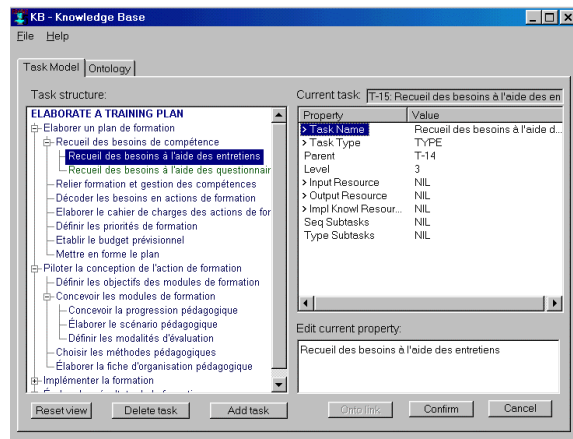 KB - Knowledge Base
File Help
Task Model Ontology
Task structure:
ELABORATE A TRAINING PLAN
Elaborer un plan de formation
Recueil des besoins de compétence
Recueil des besoins à l'aide des entretiens
Recueil des besoins à l'aide des questionnair
Relier formation et gestion des compétences
Décoder les besoins en actions de formation
Elaborer le cahier de charges des actions de for
Définir les priorités de formation
Etablir le budget prévisionnel
Mettre en forme le plan
Piloter la conception de l'action de formation
Définir les objectifs des modules de formation
Concevoir les modules de formation
Concevoir la progression pédagogique
Élaborer le scénario pédagogique
Définir les modalités d'évaluation
Choisir les méthodes pédagogiques
Élaborer la fiche d'organisation pédagogique
Implémenter la formation
Reset view Delete task Add task
Current task: T-15: Recueil des besoins à l'aide des en
Property Value
> Task Name Recueil des besoins à l'aide d...
> Task Type TYPE
Parent T-14
Level 3
> Input Resource NIL
> Output Resource NIL
> Impl Knowl Resour... NIL
Seq Subtasks NIL
Type Subtasks NIL
Edit current property:
Recueil des besoins à l'aide des entretiens
Onto link Confirm Cancel